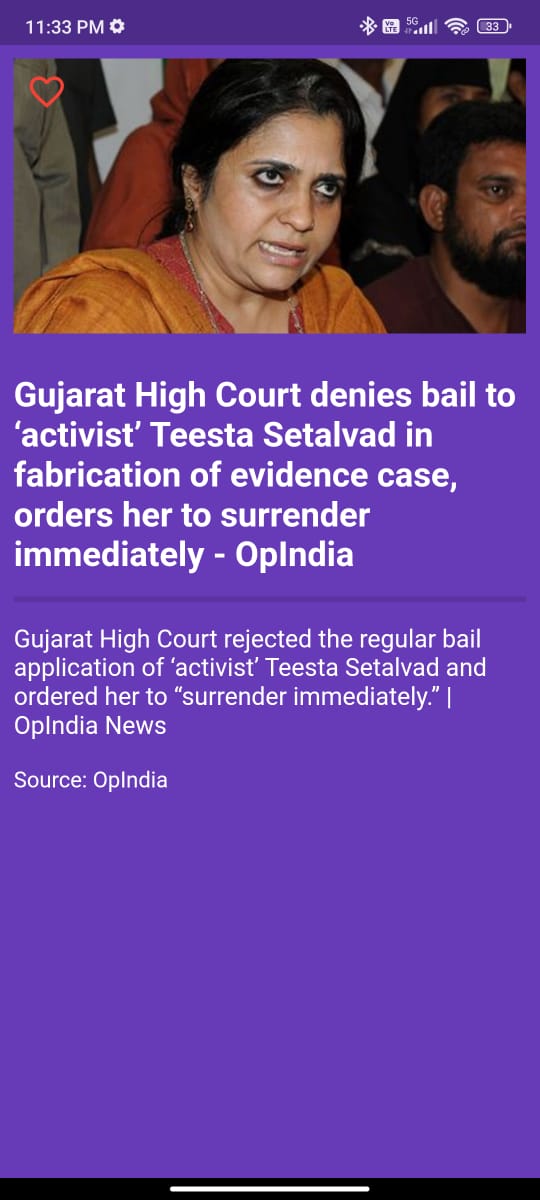 11:33 PM
Vo LTE 5G 33
Gujarat High Court denies bail to
‘activist’ Teesta Setalvad in
fabrication of evidence case,
orders her to surrender
immediately - OpIndia
Gujarat High Court rejected the regular bail
application of ‘activist’ Teesta Setalvad and
ordered her to “surrender immediately.” |
OpIndia News
Source: OpIndia